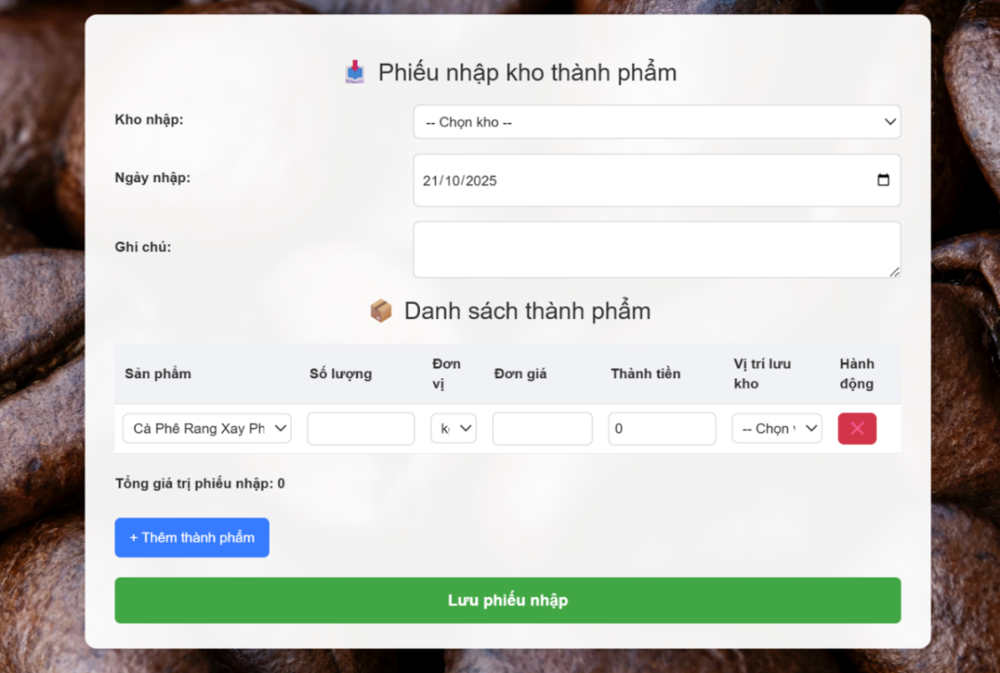 Phiếu nhập kho thành phẩm
Kho nhập:
-- Chọn kho --
Ngày nhập:
21/10/2025
Ghi chú:
Danh sách thành phẩm
Sản phẩm Số lượng Đơn vị Đơn giá Thành tiền Vị trí lưu kho Hành động
Cà Phê Rang Xay Ph 0 -- Chọn
Tổng giá trị phiếu nhập: 0
+ Thêm thành phẩm
Lưu phiếu nhập